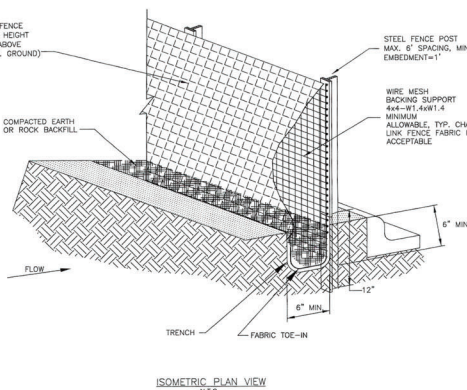 FENCE
HEIGHT
ABOVE
GROUND)
STEEL FENCE POST
MAX. 6' SPACING, MIN
EMBEDMENT=1'
WIRE MESH
BACKING SUPPORT
4x4-W1.4xW1.4
MINIMUM
ALLOWABLE, TYP. CHA
LINK FENCE FABRIC
ACCEPTABLE
COMPACTED EARTH
OR ROCK BACKFILL
6" MIN
FLOW
12"
6" MIN.
TRENCH
FABRIC TOE-IN
ISOMETRIC PLAN VIEW